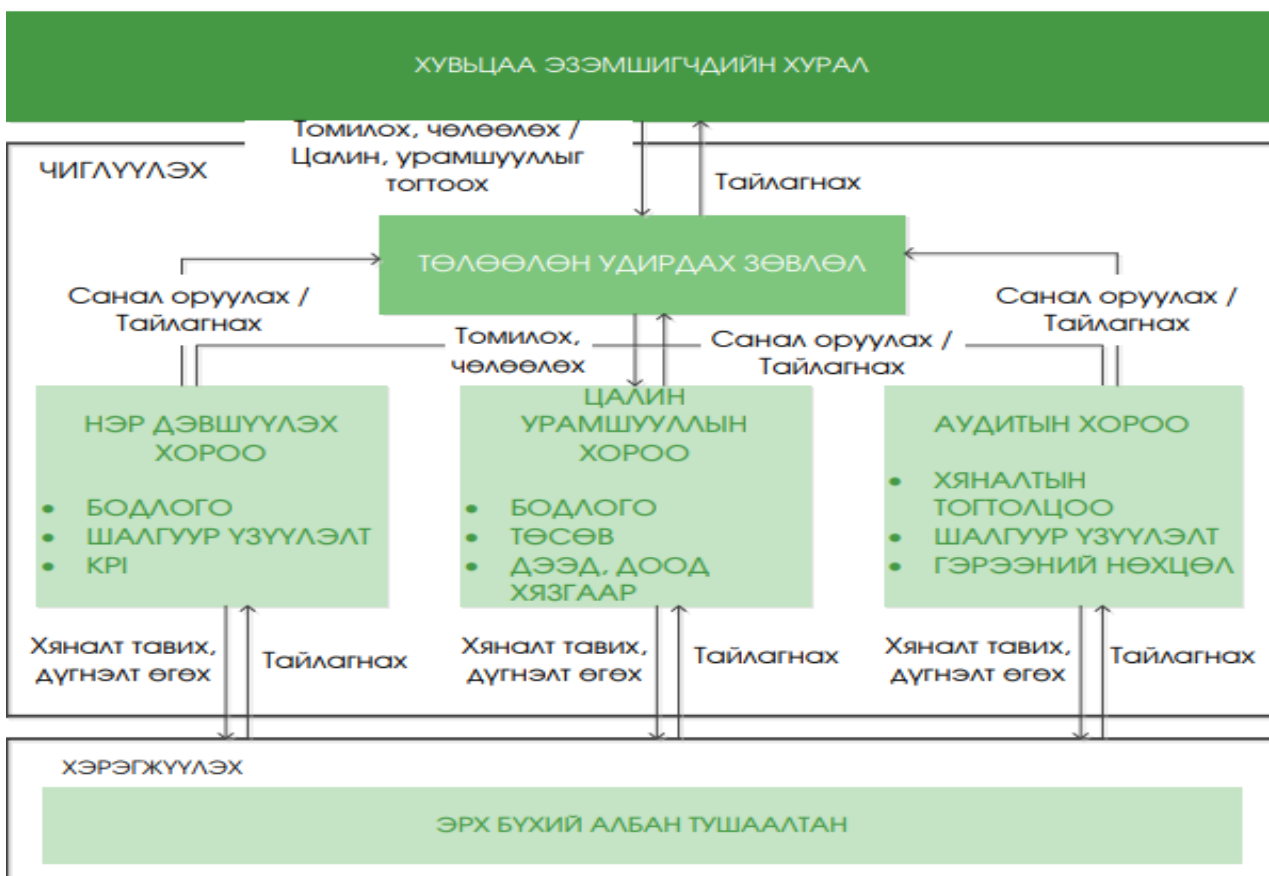 ХУВЬЦАА ЭЗЭМШИГЧДИЙН ХУРАЛ
Томилох, чөлөөлөх /
Цалин, урамшууллыг
тогтоох
ЧИГЛҮҮЛЭХ
Тайлагнах
ТӨЛӨӨЛӨН УДИРДАХ ЗӨВЛӨЛ
Санал оруулах /
Тайлагнах
Санал оруулах /
Тайлагнах
Томилох,
чөлөөлөх
Санал оруулах /
Тайлагнах
НЭР ДЭВШҮҮЛЭХ
ХОРОО
• БОДЛОГО
• ШАЛГУУР ҮЗҮҮЛЭЛТ
• KPI
ЦАЛИН
УРАМШУУЛЛЫН
ХОРОО
• БОДЛОГО
• ТӨСӨВ
• ДЭЭД, ДООД
ХЯЗГААР
АУДИТЫН ХОРОО
• ХЯНАЛТЫН
ТОГТОЛЦОО
• ШАЛГУУР ҮЗҮҮЛЭЛТ
• ГЭРЭЭНИЙ НӨХЦӨЛ
Хяналт тавих,
дүгнэлт өгөх
Тайлагнах
Хяналт тавих,
дүгнэлт өгөх
Тайлагнах
Хяналт тавих,
дүгнэлт өгөх
Тайлагнах
ХЭРЭГЖҮҮЛЭХ
ЭРХ БҮХИЙ АЛБАН ТУШААЛТАН